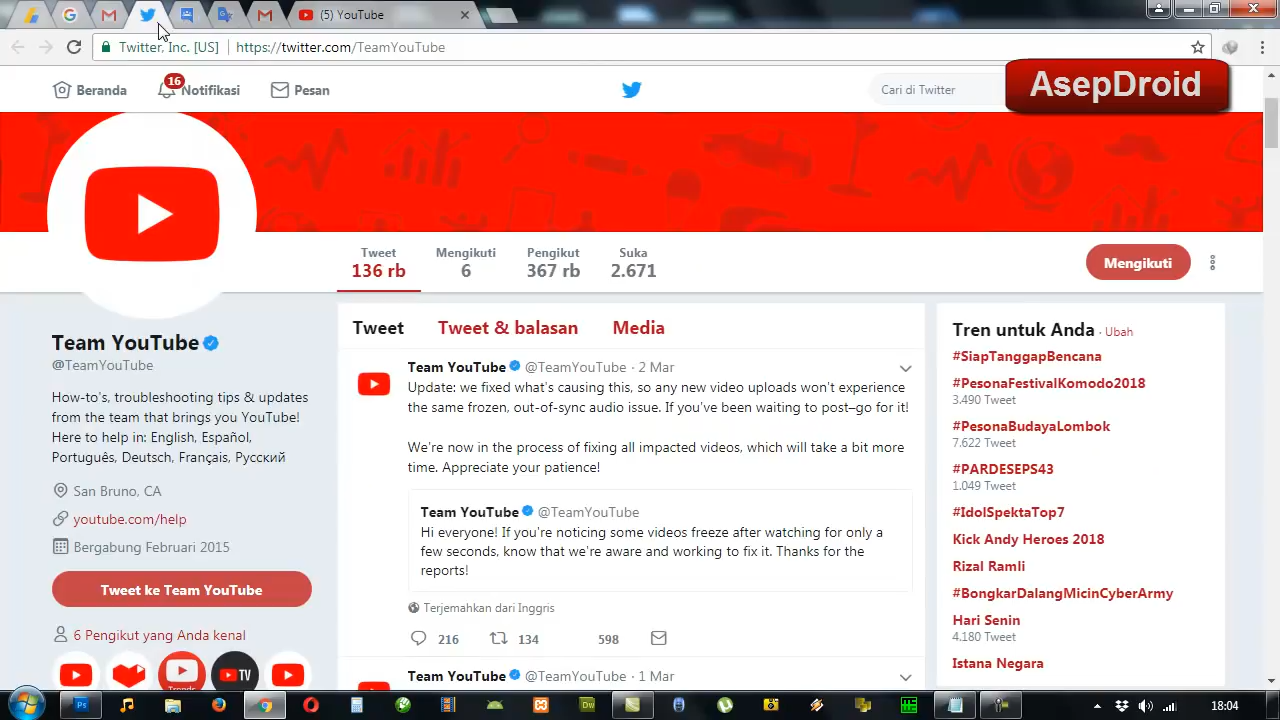 (5) YouTube
Twitter, Inc. [US] https://twitter.com/TeamYouTube
Beranda
16
Notifikasi
Pesan
Cari di Twitter
AsepDroid
Tweet
136 rb
Mengikuti
6
Pengikut
367 rb
Suka
2.671
Mengikuti
Team YouTube
@TeamYouTube
How-to's, troubleshooting tips & updates
from the team that brings you YouTube!
Here to help in: English, Español,
Português, Deutsch, Français, Русский
San Bruno, CA
youtube.com/help
Bergabung Februari 2015
Tweet ke Team YouTube
6 Pengikut yang Anda kenal
Trends
TV
Tweet Tweet & balasan Media
Team YouTube @TeamYouTube · 2 Mar
Update: we fixed what's causing this, so any new video uploads won't experience
the same frozen, out-of-sync audio issue. If you've been waiting to post–go for it!
We're now in the process of fixing all impacted videos, which will take a bit more
time. Appreciate your patience!
Team YouTube @TeamYouTube
Hi everyone! If you're noticing some videos freeze after watching for only a
few seconds, know that we're aware and working to fix it. Thanks for the
reports!
Terjemahkan dari Inggris
216 134 598
Team YouTube @TeamYouTube · 1 Mar
Tren untuk Anda · Ubah
#SiapTanggapBencana
#PesonaFestivalKomodo2018
3.490 Tweet
#PesonaBudayaLombok
7.622 Tweet
#PARDESEPS43
1.049 Tweet
#IdolSpektaTop7
Kick Andy Heroes 2018
Rizal Ramli
#BongkarDalangMicinCyberArmy
Hari Senin
4.180 Tweet
Istana Negara
Ps
Dw
18:04